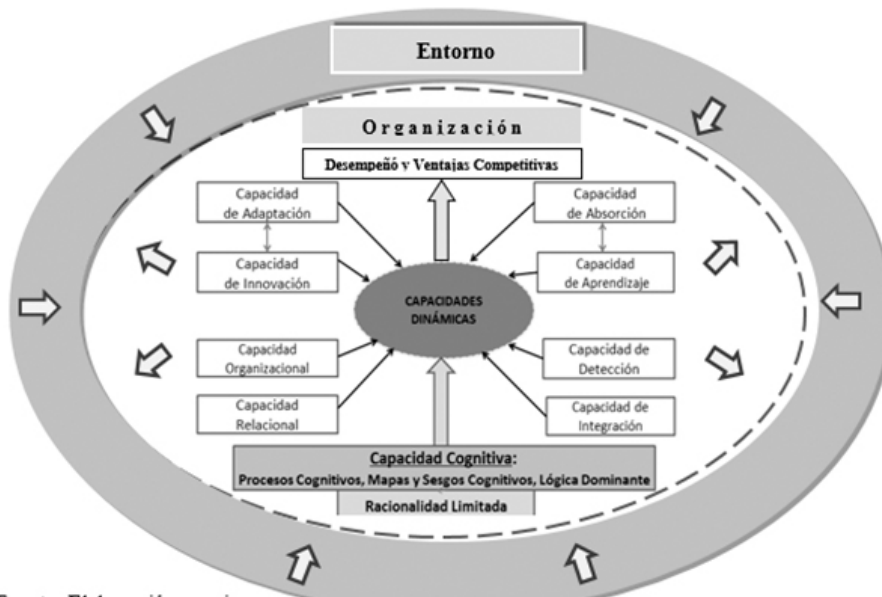 Entorno
Organización
Desempeñó y Ventajas Competitivas
Capacidad
de Adaptación
Capacidad
de Absorción
Capacidad
de Innovación
Capacidad
de Aprendizaje
CAPACIDADES
DINÁMICAS
Capacidad
Organizacional
Capacidad de
Detección
Capacidad
Relacional
Capacidad de
Integración
Capacidad Cognitiva:
Procesos Cognitivos, Mapas y Sesgos Cognitivos, Lógica Dominante
Racionalidad Limitada